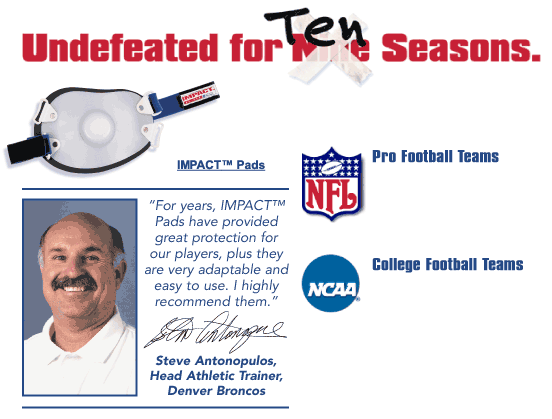 Undefeated for Nine Ten Seasons.
IMPACT
IMPACT™ Pads
"For years, IMPACT™
Pads have provided
great protection for
our players, plus they
are very adaptable and
easy to use. I highly
recommend them."
Steve Antonopulos,
Head Athletic Trainer,
Denver Broncos
NFL
Pro Football Teams
NCAA
College Football Teams